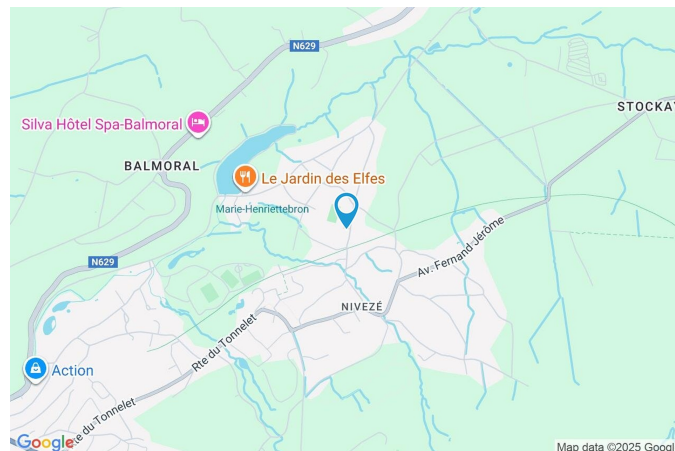 N629
STOCKAY
Silva Hôtel Spa-Balmoral
BALMORAL
Le Jardin des Elfes
Marie-Henriettebron
N629
Av. Fernand Jérôme
NIVEZÉ
Rte du Tonnelet
Action
Rte du Tonnelet
Google
Map data ©2025 Google